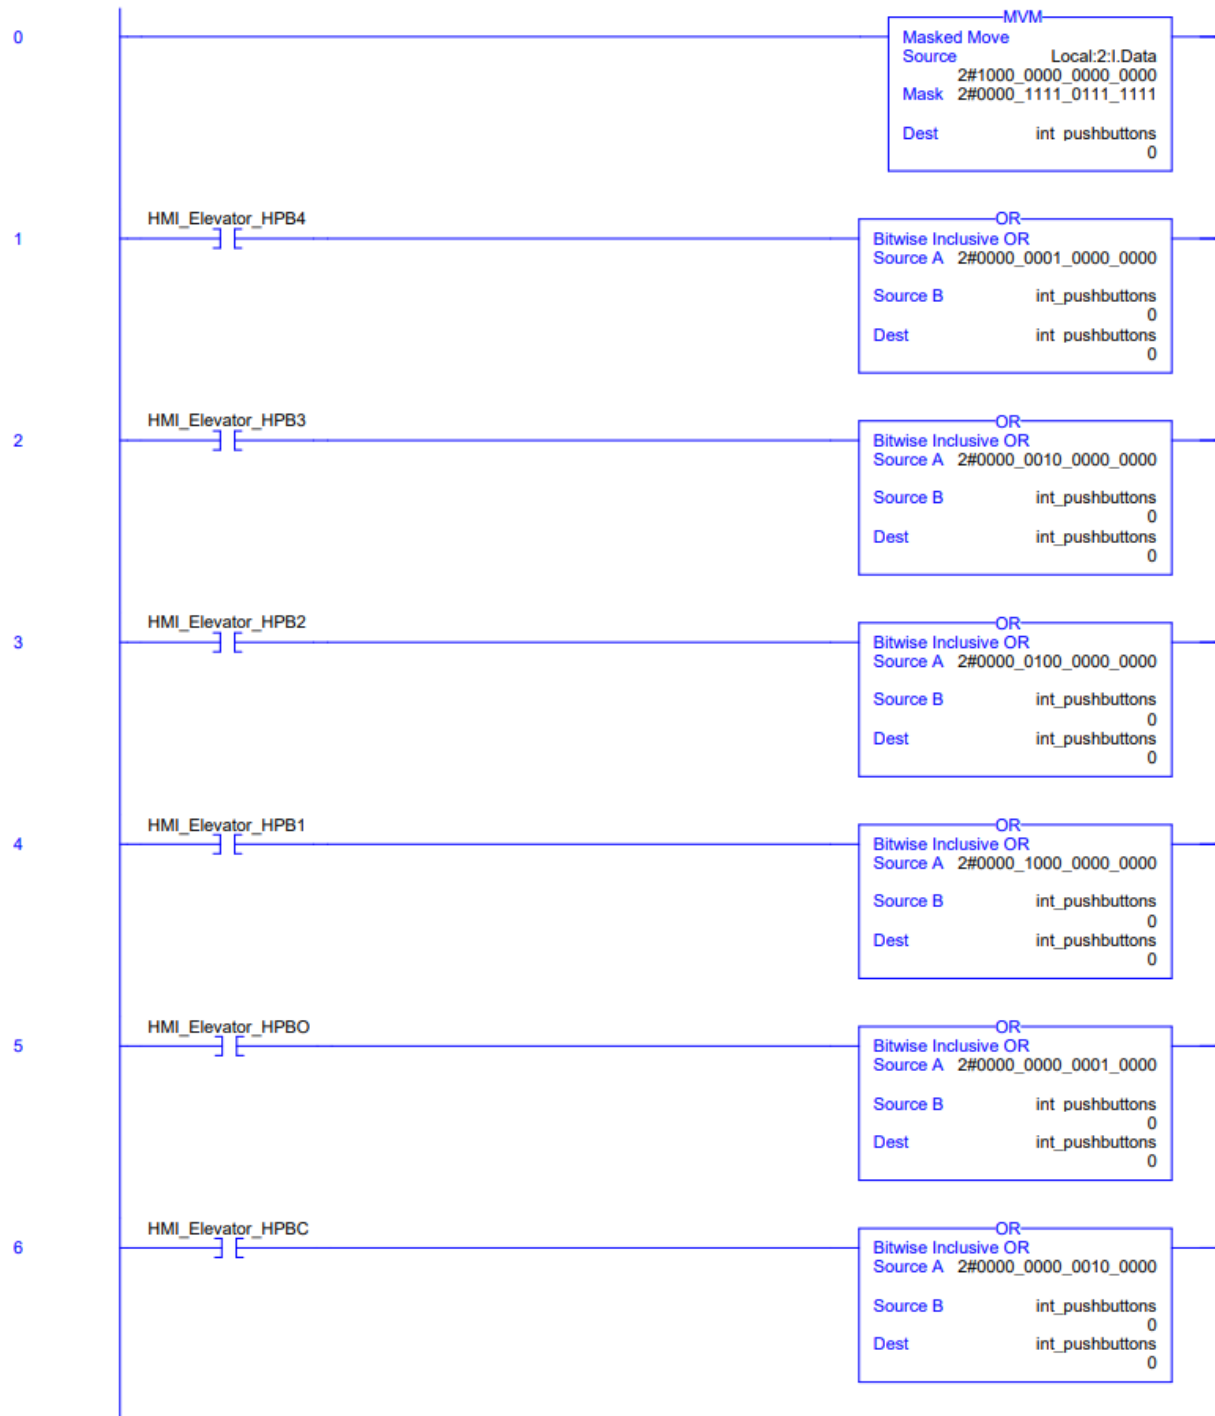 0
MVM
Masked Move
Source Local:2:I.Data
2#1000_0000_0000_0000
Mask 2#0000_1111_0111_1111
Dest int_pushbuttons
0
HMI_Elevator_HPB4
1
OR
Bitwise Inclusive OR
Source A 2#0000_0001_0000_0000
Source B int_pushbuttons
0
Dest int_pushbuttons
0
HMI_Elevator_HPB3
2
OR
Bitwise Inclusive OR
Source A 2#0000_0010_0000_0000
Source B int_pushbuttons
0
Dest int_pushbuttons
0
HMI_Elevator_HPB2
3
OR
Bitwise Inclusive OR
Source A 2#0000_0100_0000_0000
Source B int_pushbuttons
0
Dest int_pushbuttons
0
HMI_Elevator_HPB1
4
OR
Bitwise Inclusive OR
Source A 2#0000_1000_0000_0000
Source B int_pushbuttons
0
Dest int_pushbuttons
0
HMI_Elevator_HPBO
5
OR
Bitwise Inclusive OR
Source A 2#0000_0000_0001_0000
Source B int_pushbuttons
0
Dest int_pushbuttons
0
HMI_Elevator_HPBC
6
OR
Bitwise Inclusive OR
Source A 2#0000_0000_0010_0000
Source B int_pushbuttons
0
Dest int_pushbuttons
0